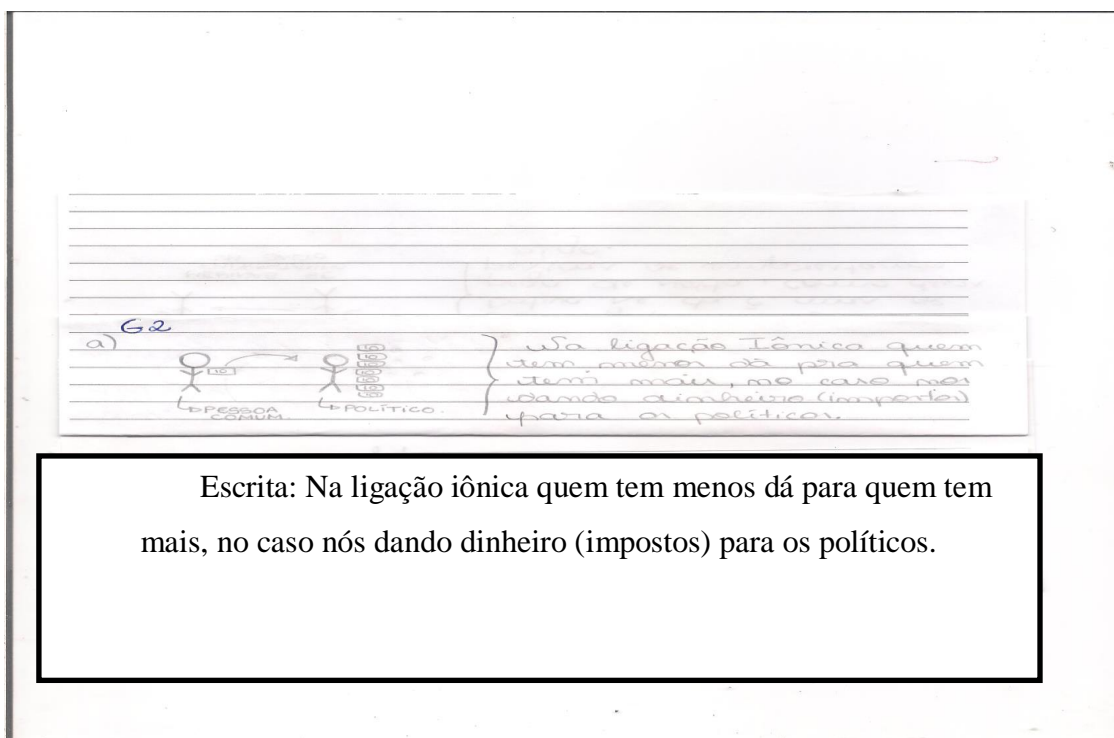 G2
a)
10
PESSOA
COMUM.
POLÍTICO.
Na ligação Iônica quem
tem menos dá pra quem
tem mais, no caso nós
dando dinheiro (impostos)
para os políticos.
Escrita: Na ligação iônica quem tem menos dá para quem tem
mais, no caso nós dando dinheiro (impostos) para os políticos.